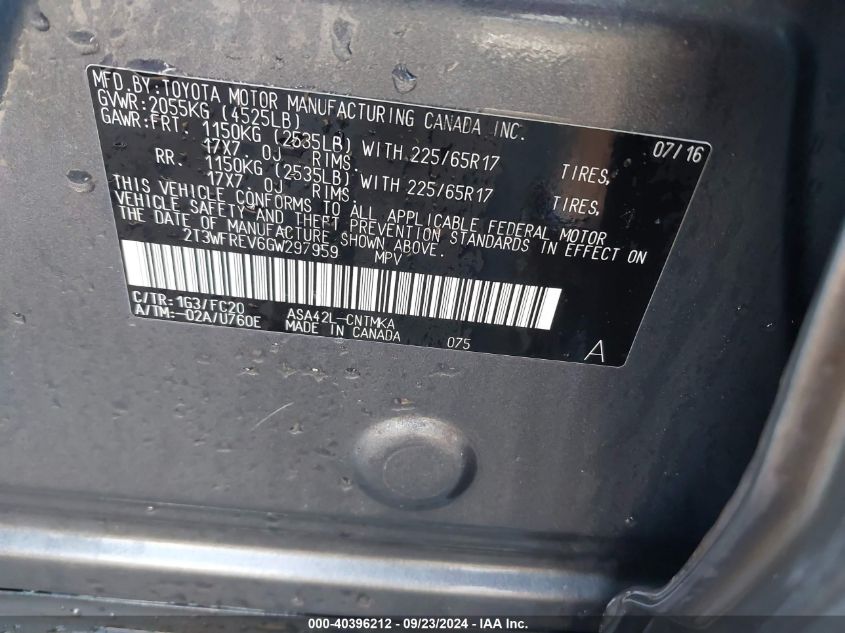 MFD.BY:TOYOTA MOTOR MANUFACTURING CANADA INC.
GVWR:2055KG (4525LB) 07/16
GAWR:FRT. 1150KG (2535LB) WITH 225/65R17 TIRES,
17X7 0J RIMS.
RR. 1150KG (2535LB) WITH 225/65R17 TIRES,
17X7 0J RIMS.
THIS VEHICLE CONFORMS TO ALL APPLICABLE FEDERAL MOTOR
VEHICLE SAFETY AND THEFT PREVENTION STANDARDS IN EFFECT ON
THE DATE OF MANUFACTURE SHOWN ABOVE.
2T3WFREV6GW297959 MPV
C/TR:1G3/FC20 ASA42L-CNTMKA
A/TM:-02A/U760E MADE IN CANADA 075 A
000-40396212 - 09/23/2024 - IAA Inc.